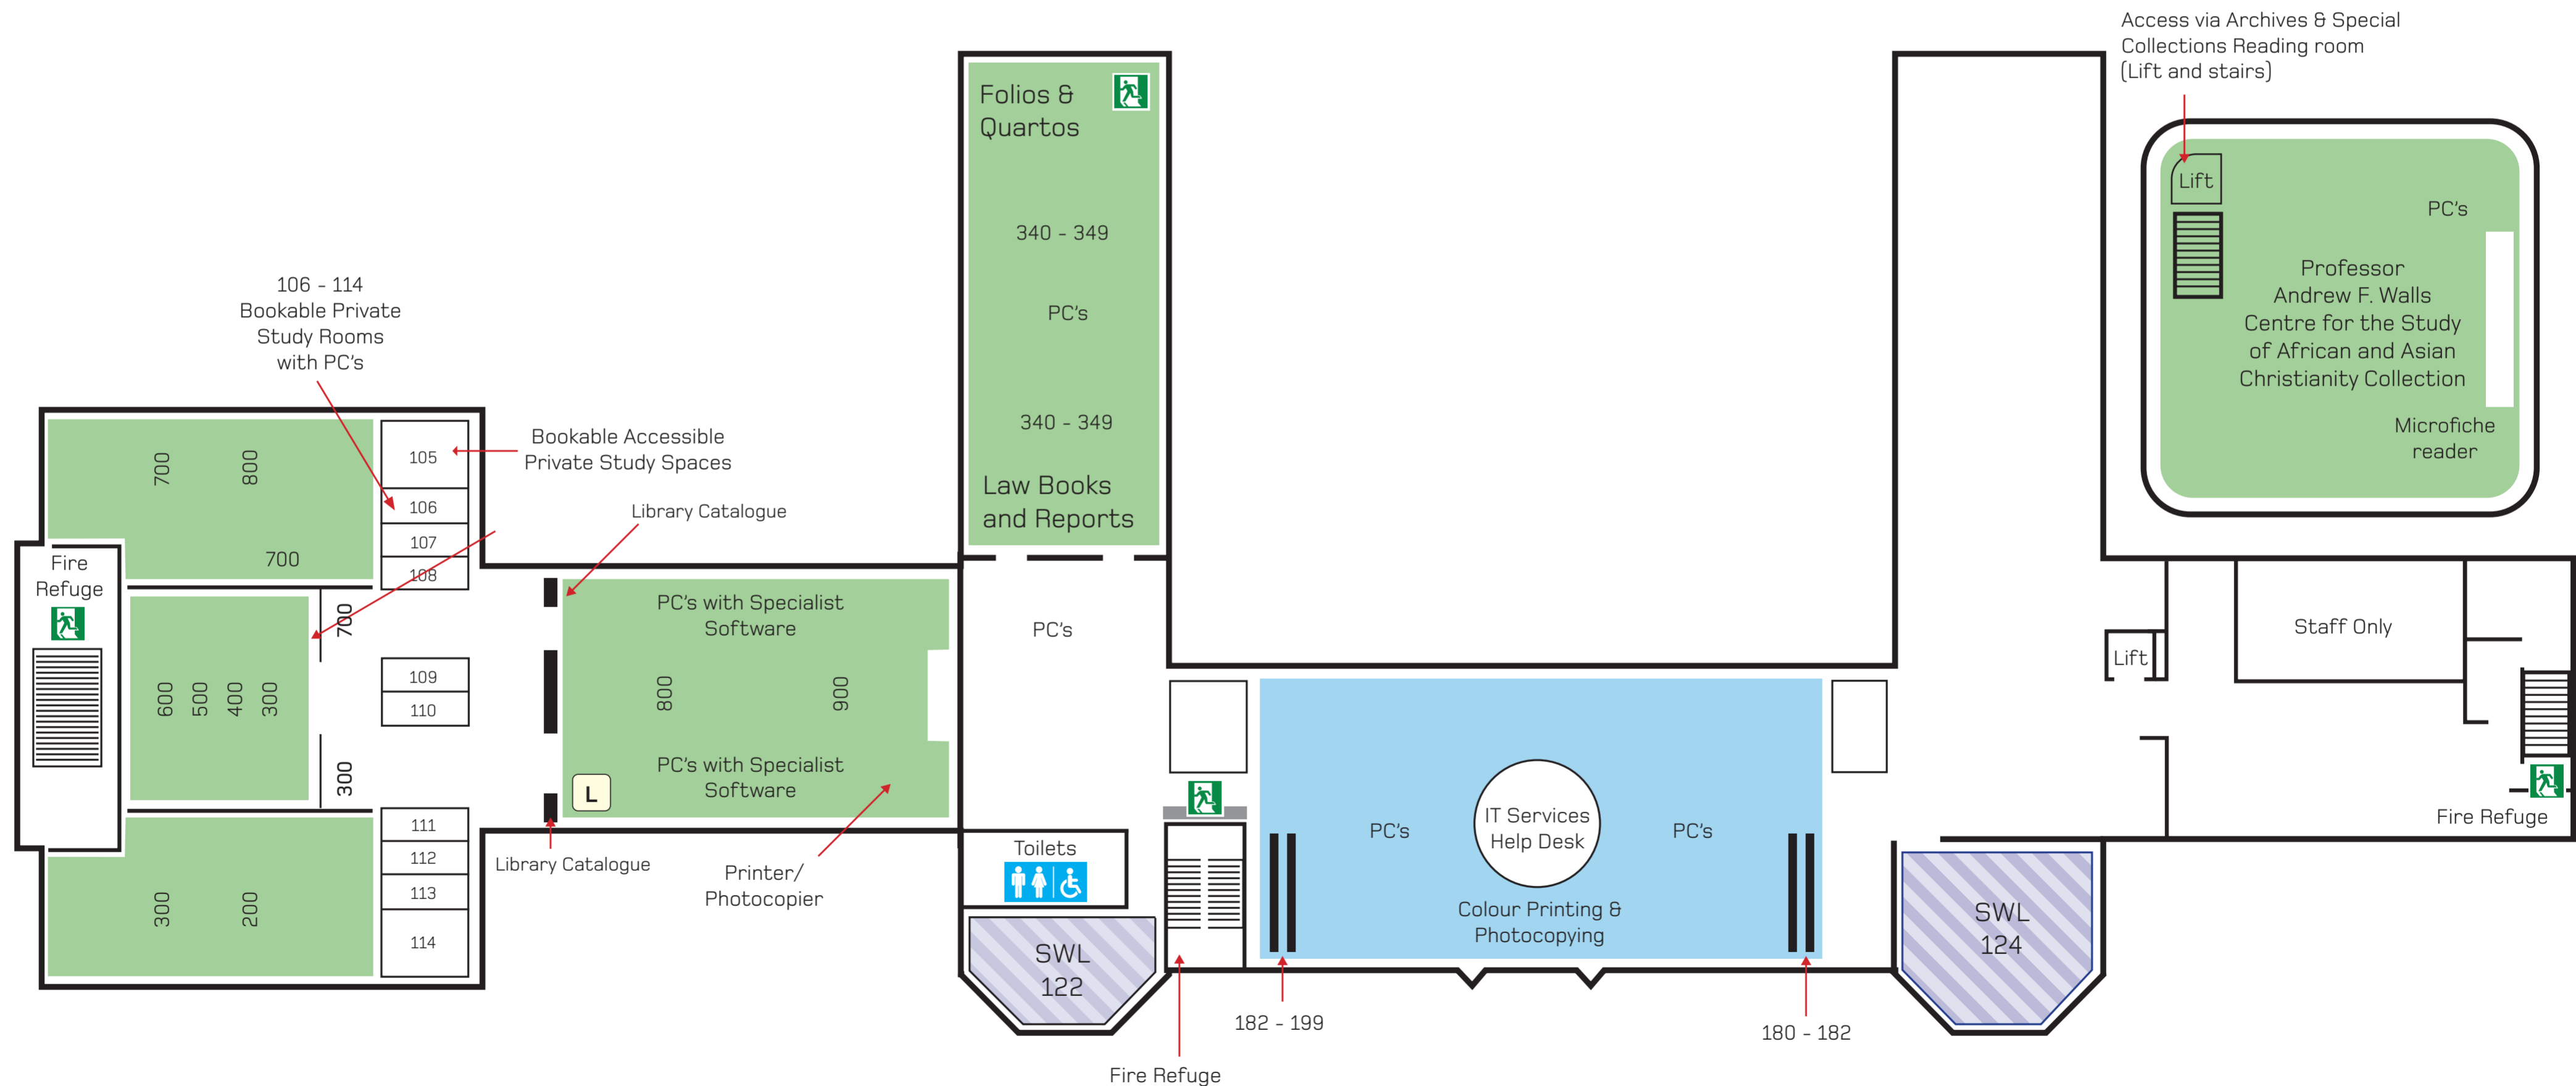 Access via Archives & Special
Collections Reading room
(Lift and stairs)
Folios &
Quartos
340 - 349
PC's
340 - 349
Law Books
and Reports
Lift
PC's
Professor
Andrew F. Walls
Centre for the Study
of African and Asian
Christianity Collection
Microfiche
reader
106 - 114
Bookable Private
Study Rooms
with PC's
Bookable Accessible
Private Study Spaces
Library Catalogue
700
800
700
105
106
107
108
Fire
Refuge
700
600
500
400
300
300
109
110
111
112
113
114
300
200
PC's with Specialist
Software
800
900
PC's with Specialist
Software
L
Library Catalogue
Printer/
Photocopier
PC's
Toilets
SWL
122
Fire Refuge
182 - 199
PC's
IT Services
Help Desk
PC's
Colour Printing &
Photocopying
180 - 182
SWL
124
Lift
Staff Only
Fire Refuge